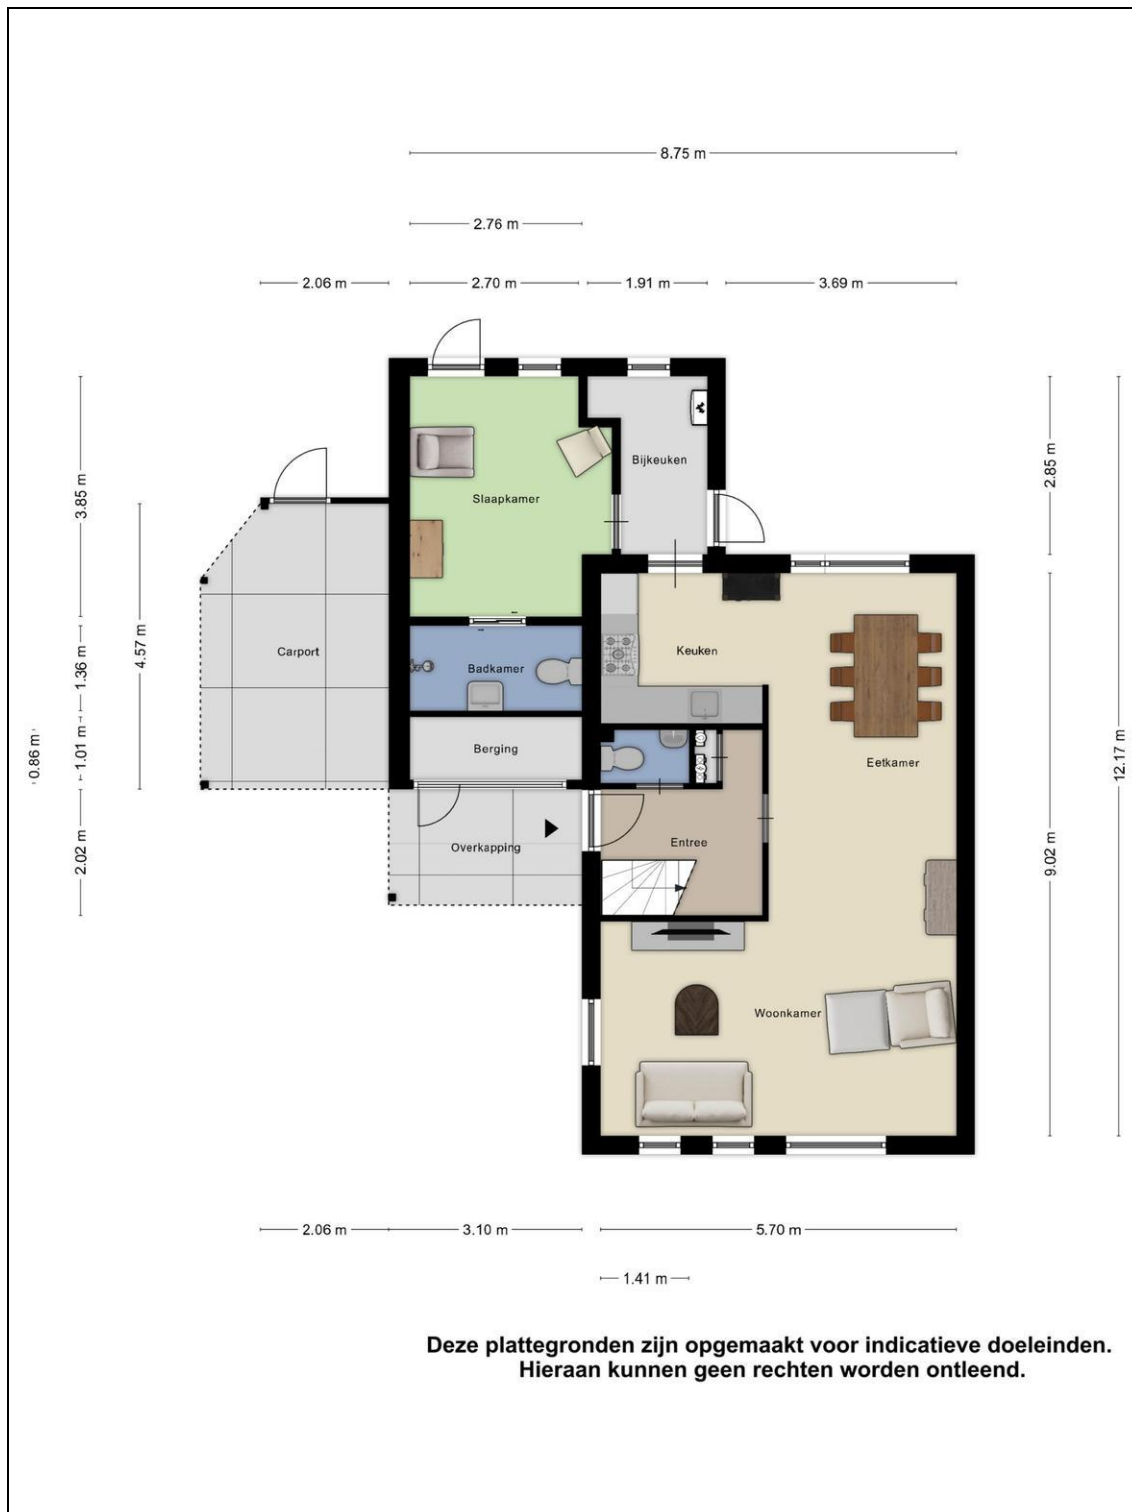 8.75 m
2.76 m
2.06 m
2.70 m
1.91 m
3.69 m
3.85 m
2.85 m
Bijkeuken
Slaapkamer
4.57 m
1.36 m
Carport
Badkamer
Keuken
0.86 m
1.01 m
Berging
Eetkamer
12.17 m
2.02 m
Overkapping
Entree
9.02 m
Woonkamer
2.06 m
3.10 m
5.70 m
1.41 m
Deze plattegronden zijn opgemaakt voor indicatieve doeleinden.
Hieraan kunnen geen rechten worden ontleend.